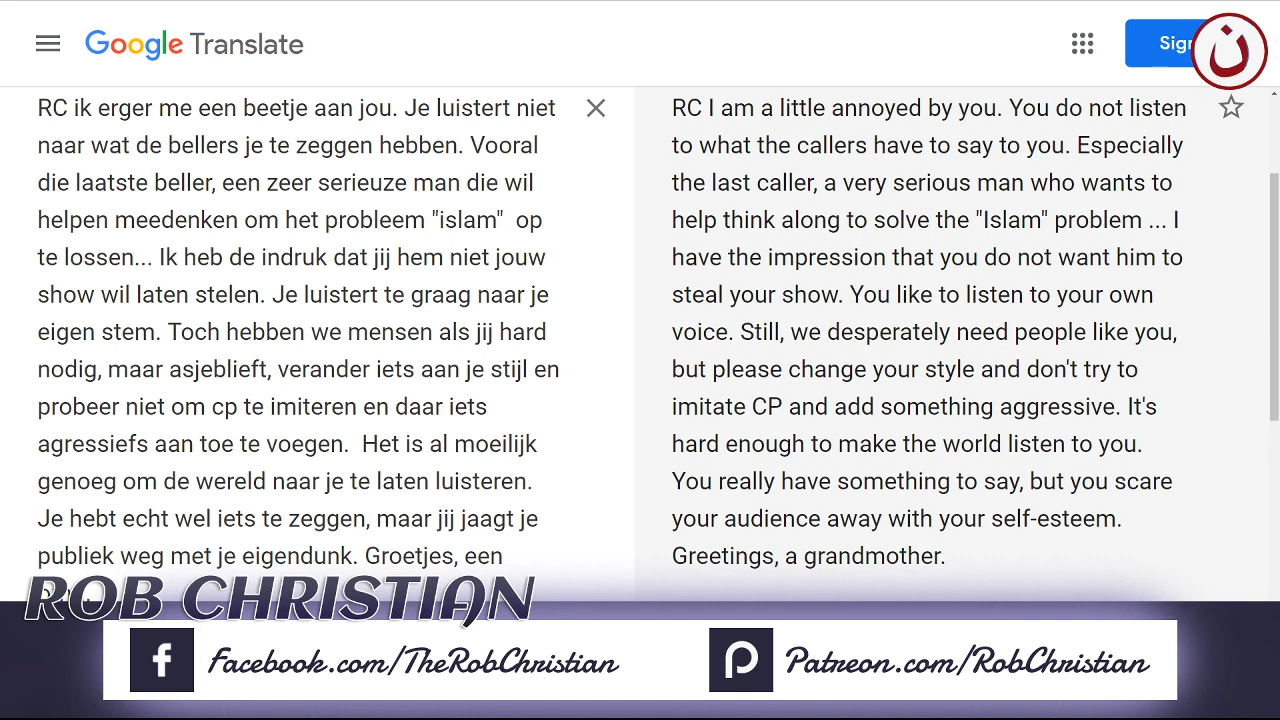 Google Translate
Sig
ن
RC ik erger me een beetje aan jou. Je luistert niet
naar wat de bellers je te zeggen hebben. Vooral
die laatste beller, een zeer serieuze man die wil
helpen meedenken om het probleem "islam"  op
te lossen... Ik heb de indruk dat jij hem niet jouw
show wil laten stelen. Je luistert te graag naar je
eigen stem. Toch hebben we mensen als jij hard
nodig, maar asjeblieft, verander iets aan je stijl en
probeer niet om cp te imiteren en daar iets
agressiefs aan toe te voegen.  Het is al moeilijk
genoeg om de wereld naar je te laten luisteren.
Je hebt echt wel iets te zeggen, maar jij jaagt je
publiek weg met je eigendunk. Groetjes, een
RC I am a little annoyed by you. You do not listen
to what the callers have to say to you. Especially
the last caller, a very serious man who wants to
help think along to solve the "Islam" problem ... I
have the impression that you do not want him to
steal your show. You like to listen to your own
voice. Still, we desperately need people like you,
but please change your style and don't try to
imitate CP and add something aggressive. It's
hard enough to make the world listen to you.
You really have something to say, but you scare
your audience away with your self-esteem.
Greetings, a grandmother.
ROB CHRISTIAN
Facebook.com/TheRobChristian
Patreon.com/RobChristian